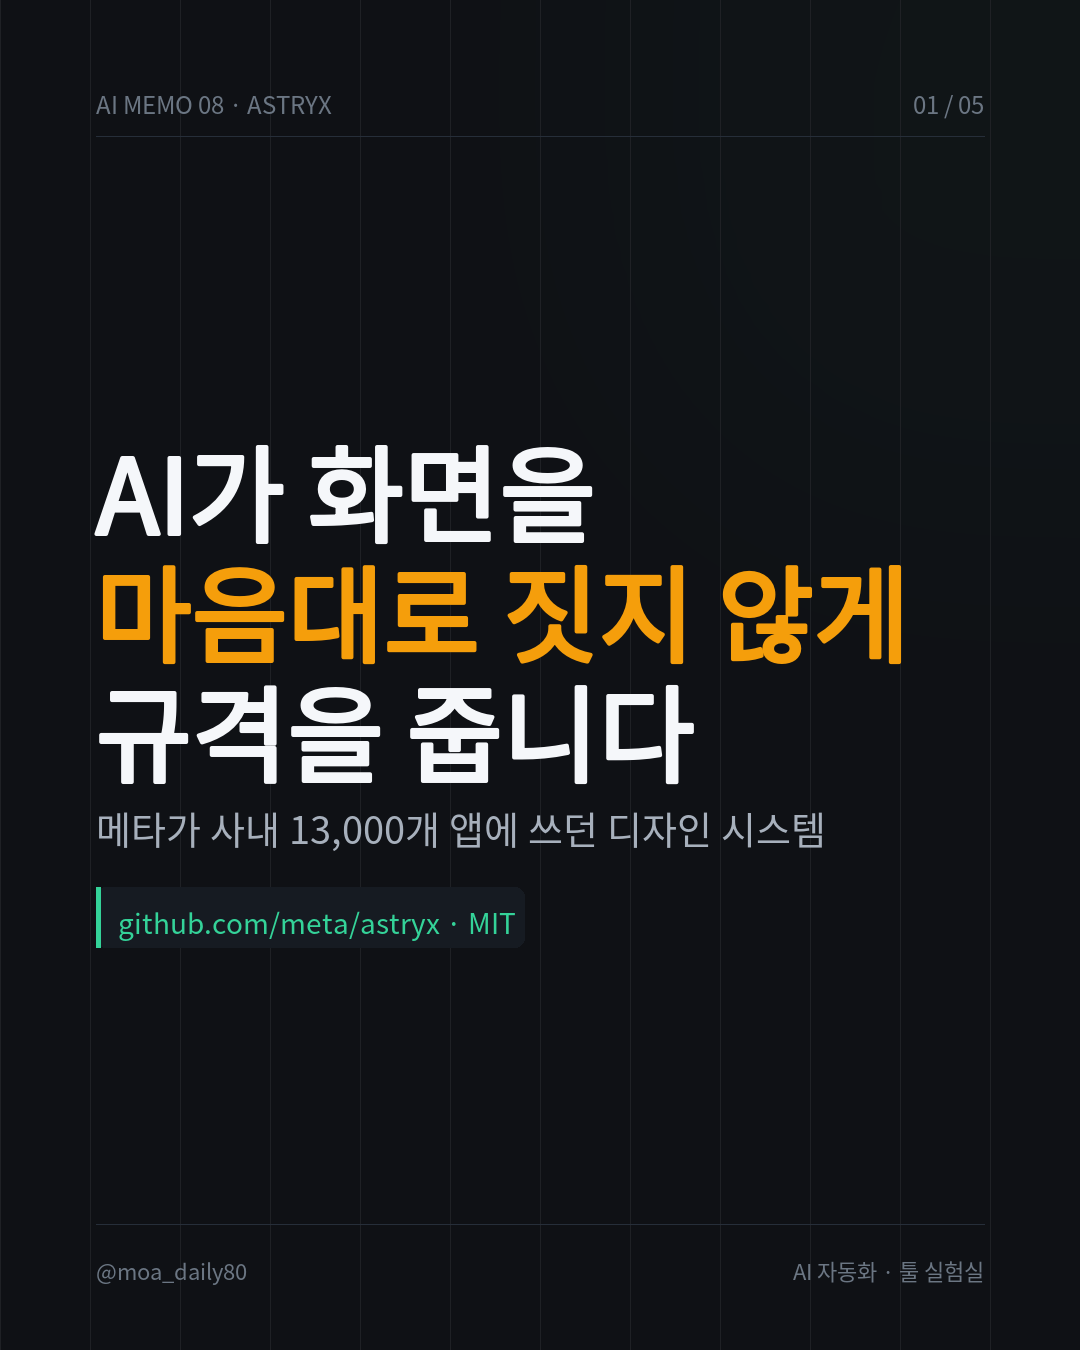 AI MEMO 08 · ASTRYX
01 / 05
AI가 화면을
마음대로 짓지 않게
규격을 줍니다
메타가 사내 13,000개 앱에 쓰던 디자인 시스템
github.com/meta/astryx · MIT
@moa_daily80
AI 자동화 · 툴 실험실